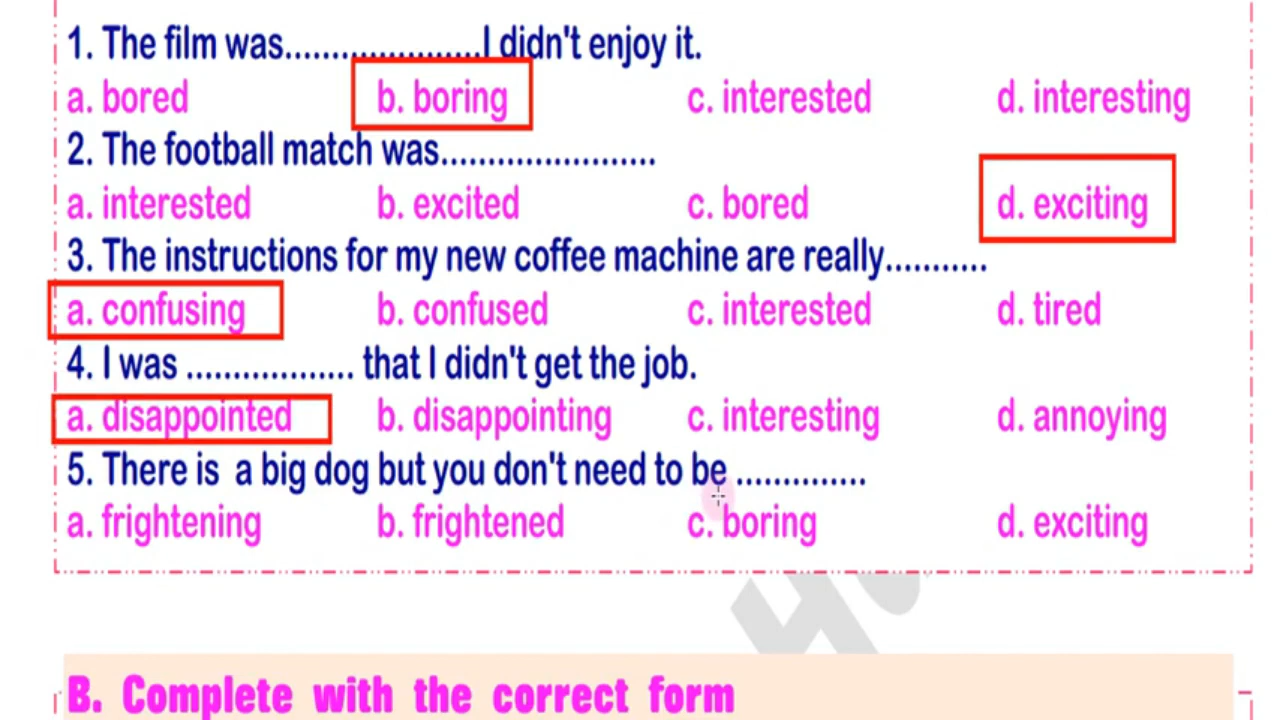 1. The film was.....................I didn't enjoy it.
a. bored b. boring c. interested d. interesting
2. The football match was.......................
a. interested b. excited c. bored d. exciting
3. The instructions for my new coffee machine are really...........
a. confusing b. confused c. interested d. tired
4. I was .................. that I didn't get the job.
a. disappointed b. disappointing c. interesting d. annoying
5. There is a big dog but you don't need to be ..............
a. frightening b. frightened c. boring d. exciting
B. Complete with the correct form